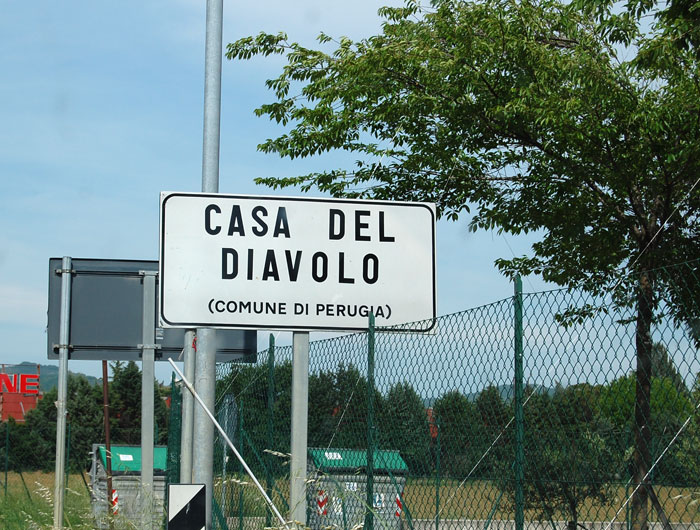 CASA DEL
DIAVOLO
(COMUNE DI PERUGIA)
NE